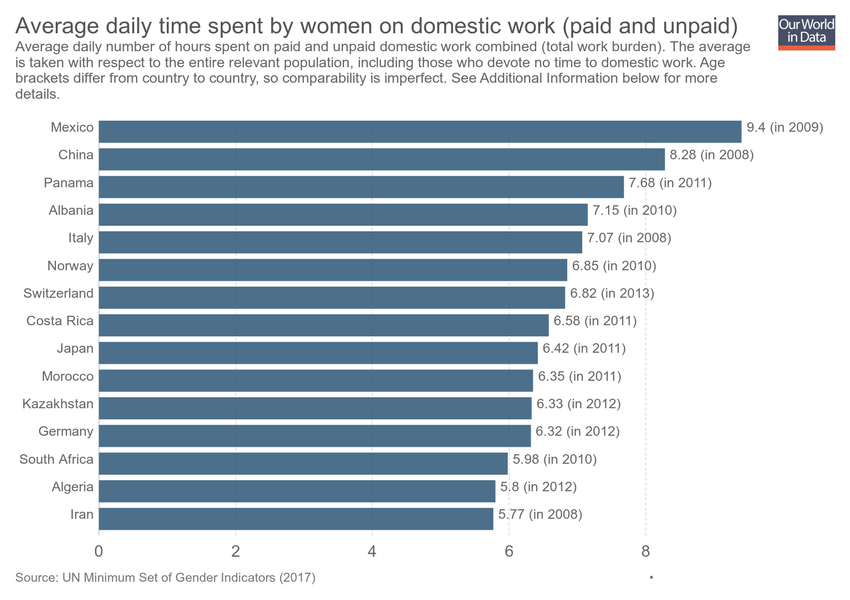 Average daily time spent by women on domestic work (paid and unpaid)
Our World
in Data
Average daily number of hours spent on paid and unpaid domestic work combined (total work burden). The average
is taken with respect to the entire relevant population, including those who devote no time to domestic work. Age
brackets differ from country to country, so comparability is imperfect. See Additional Information below for more
details.
Mexico 9.4 (in 2009)
China 8.28 (in 2008)
Panama 7.68 (in 2011)
Albania 7.15 (in 2010)
Italy 7.07 (in 2008)
Norway 6.85 (in 2010)
Switzerland 6.82 (in 2013)
Costa Rica 6.58 (in 2011)
Japan 6.42 (in 2011)
Morocco 6.35 (in 2011)
Kazakhstan 6.33 (in 2012)
Germany 6.32 (in 2012)
South Africa 5.98 (in 2010)
Algeria 5.8 (in 2012)
Iran 5.77 (in 2008)
0 2 4 6 8
Source: UN Minimum Set of Gender Indicators (2017) •